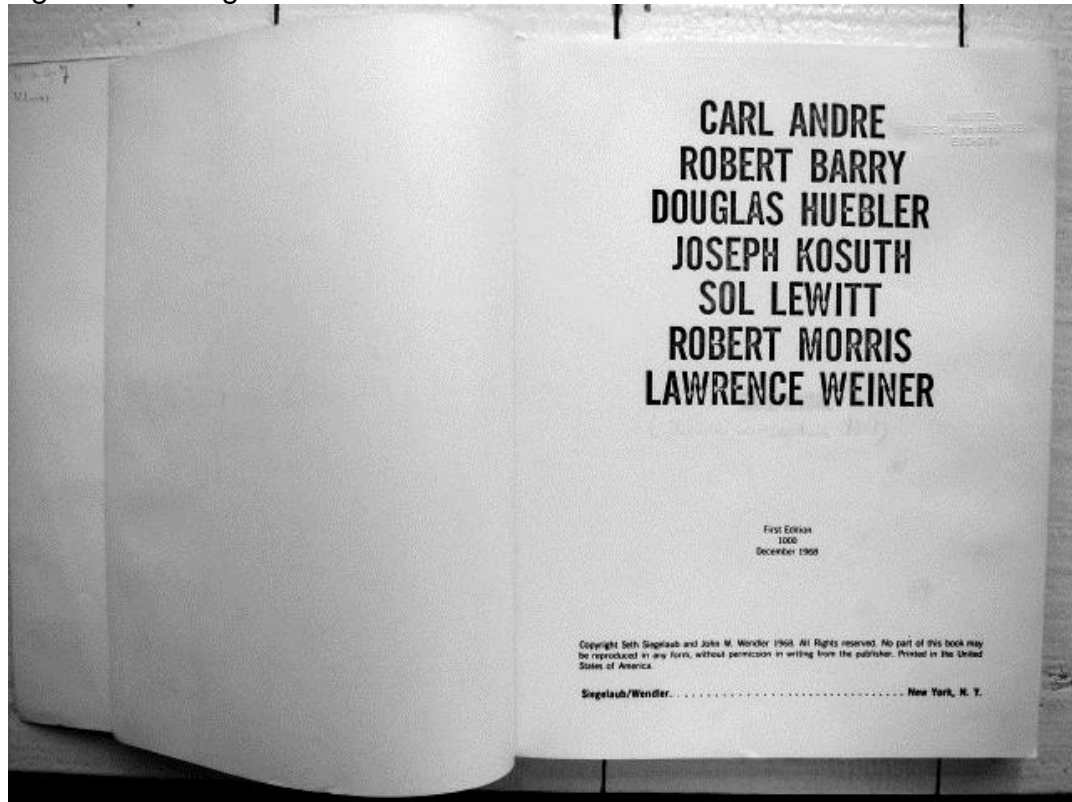 CARL ANDRE
ROBERT BARRY
DOUGLAS HUEBLER
JOSEPH KOSUTH
SOL LEWITT
ROBERT MORRIS
LAWRENCE WEINER
First Edition
1000
December 1968
Copyright Seth Siegelaub and John W. Wendler 1968. All Rights reserved. No part of this book may
be reproduced in any form, without permission in writing from the publisher. Printed in the United
States of America.
Siegelaub/Wendler. . . . . . . . . . . . . . . . . . . . . . . . . . . . . . . . New York, N. Y.